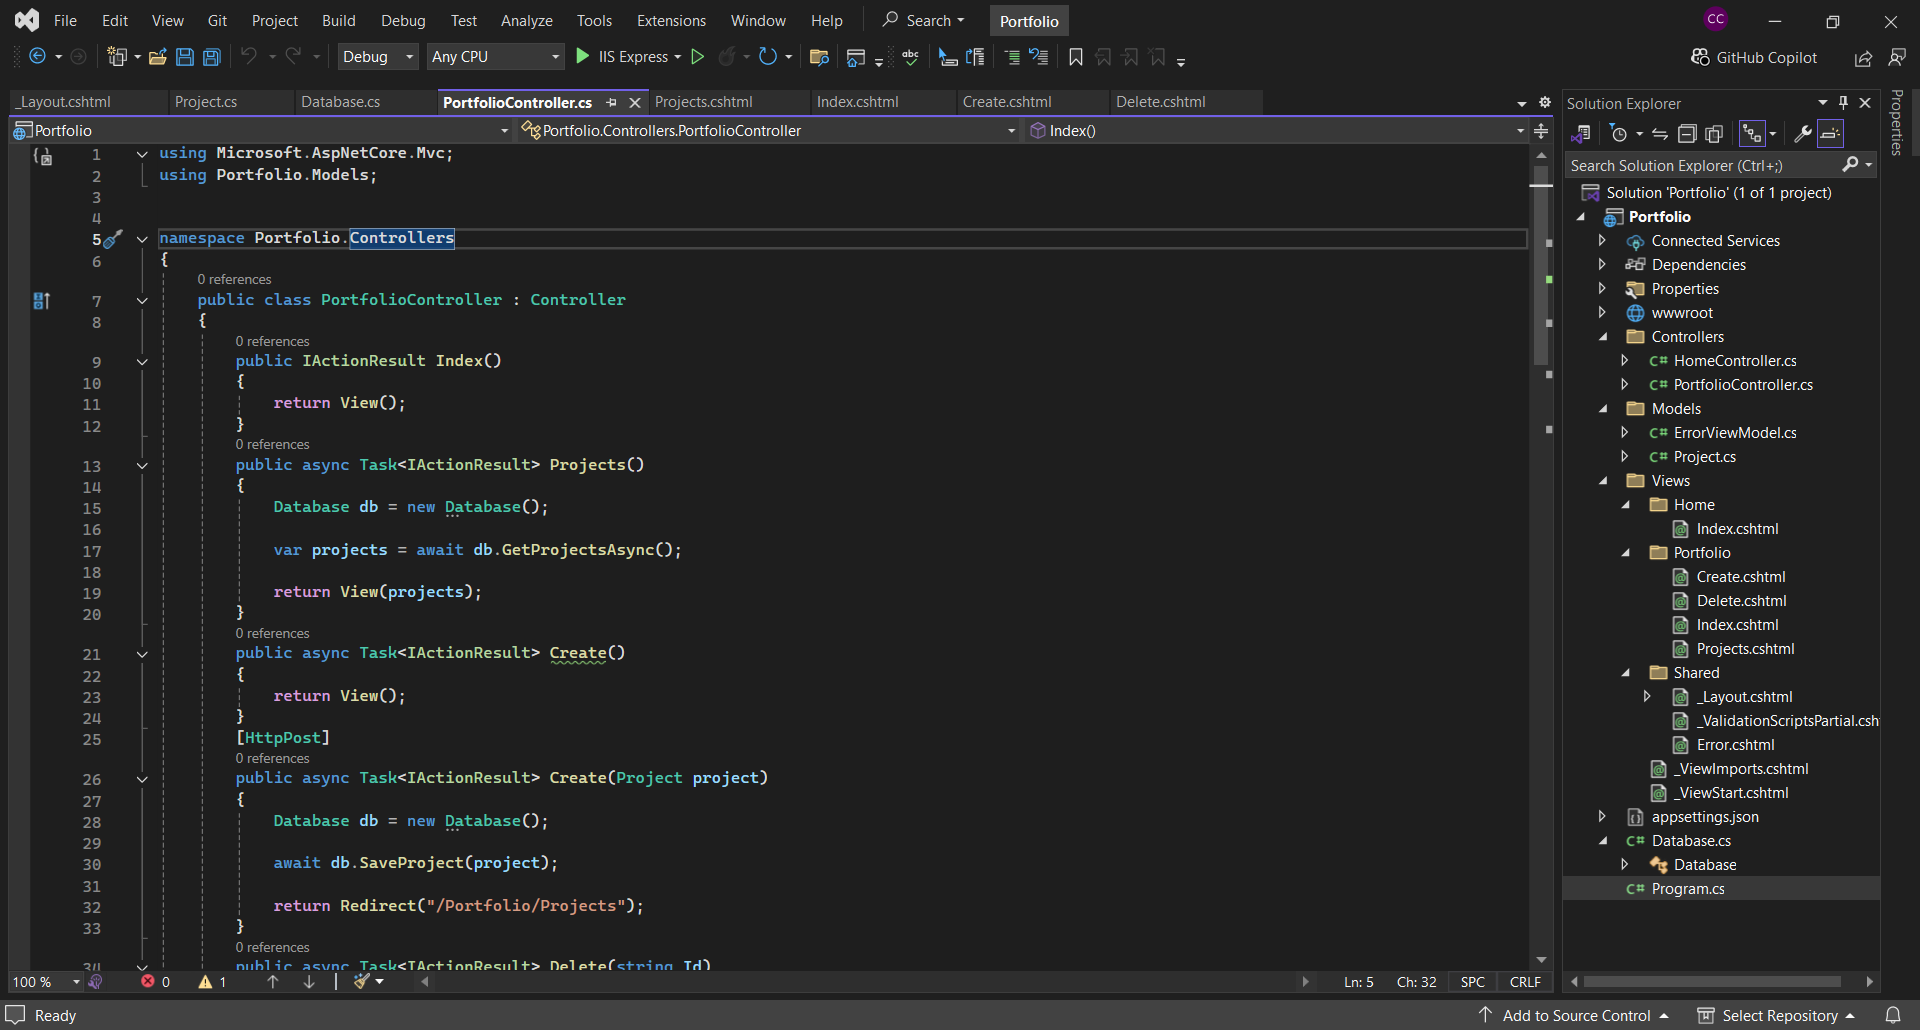 File Edit View Git Project Build Debug Test Analyze Tools Extensions Window Help Search Portfolio CC
Debug Any CPU IIS Express abc GitHub Copilot
_Layout.cshtml Project.cs Database.cs PortfolioController.cs Projects.cshtml Index.cshtml Create.cshtml Delete.cshtml
Portfolio Portfolio.Controllers.PortfolioController Index()
1 using Microsoft.AspNetCore.Mvc;
2 using Portfolio.Models;
3
4
5 namespace Portfolio.Controllers
6 {
0 references
7 public class PortfolioController : Controller
8 {
0 references
9 public IActionResult Index()
10 {
11 return View();
12 }
0 references
13 public async Task<IActionResult> Projects()
14 {
15 Database db = new Database();
16
17 var projects = await db.GetProjectsAsync();
18
19 return View(projects);
20 }
0 references
21 public async Task<IActionResult> Create()
22 {
23 return View();
24 }
25 [HttpPost]
0 references
26 public async Task<IActionResult> Create(Project project)
27 {
28 Database db = new Database();
29
30 await db.SaveProject(project);
31
32 return Redirect("/Portfolio/Projects");
33 }
0 references
34 public async Task<IActionResult> Delete(string Id)
100 % 0 1 Ln: 5 Ch: 32 SPC CRLF
Solution Explorer
Search Solution Explorer (Ctrl+;)
Solution 'Portfolio' (1 of 1 project)
Portfolio
Connected Services
Dependencies
Properties
wwwroot
Controllers
C# HomeController.cs
C# PortfolioController.cs
Models
C# ErrorViewModel.cs
C# Project.cs
Views
Home
Index.cshtml
Portfolio
Create.cshtml
Delete.cshtml
Index.cshtml
Projects.cshtml
Shared
_Layout.cshtml
_ValidationScriptsPartial.csh
Error.cshtml
_ViewImports.cshtml
_ViewStart.cshtml
appsettings.json
C# Database.cs
Database
C# Program.cs
Properties
Ready Add to Source Control Select Repository